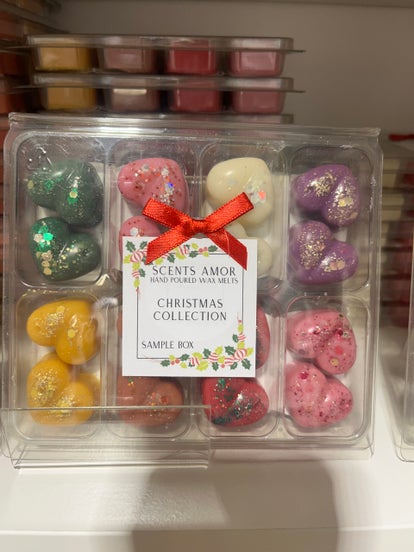 SCENTS AMOR
HAND POURED WAX MELTS
CHRISTMAS
COLLECTION
SAMPLE BOX